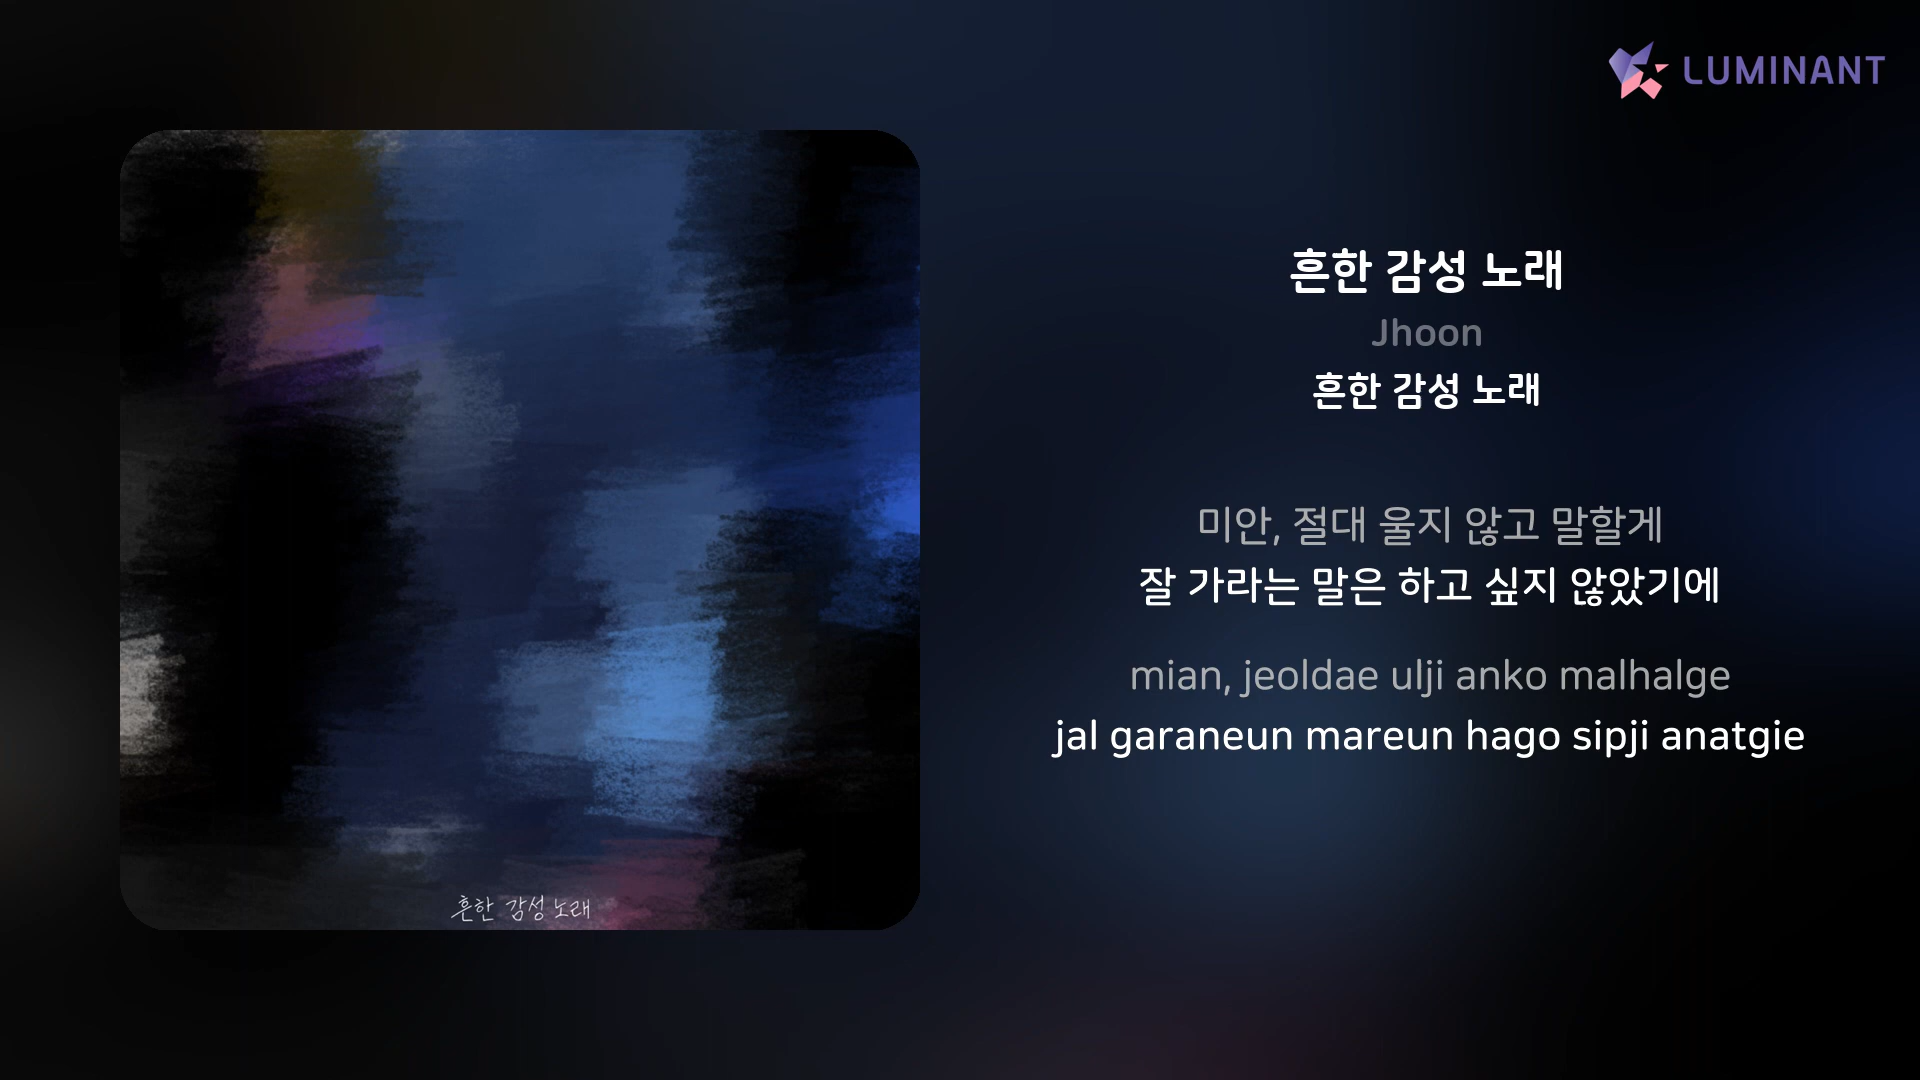 LUMINANT
흔한 감성 노래
Jhoon
흔한 감성 노래
미안, 절대 울지 않고 말할게
잘 가라는 말은 하고 싶지 않았기에
mian, jeoldae ulji anko malhalge
jal garaneun mareun hago sipji anatgie
흔한 감성 노래